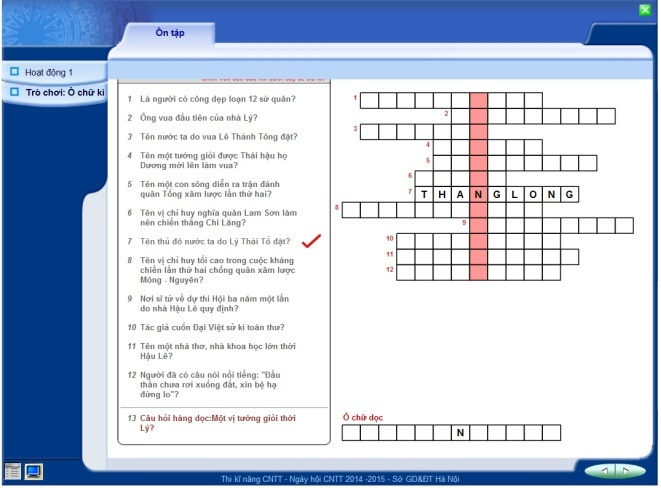 Ôn tập
Hoạt động 1
Trò chơi: Ô chữ kì
1 Là người có công dẹp loạn 12 sứ quân?
2 Ông vua đầu tiên của nhà Lý?
3 Tên nước ta do vua Lê Thánh Tông đặt?
4 Tên một tướng giỏi được Thái hậu họ
Dương mời lên làm vua?
5 Tên một con sông diễn ra trận đánh
quân Tống xâm lược lần thứ hai?
6 Tên vị chỉ huy nghĩa quân Lam Sơn làm
nên chiến thắng Chi Lăng?
7 Tên thủ đô nước ta do Lý Thái Tổ đặt?
8 Tên vị chỉ huy tối cao trong cuộc kháng
chiến lần thứ hai chống quân xâm lược
Mông - Nguyên?
9 Nơi sĩ tử về dự thi Hội ba năm một lần
do nhà Hậu Lê quy định?
10 Tác giả cuốn Đại Việt sử kí toàn thư?
11 Tên một nhà thơ, nhà khoa học lớn thời
Hậu Lê?
12 Người đã có câu nói nổi tiếng: "Đầu
thần chưa rơi xuống đất, xin bệ hạ
đừng lo"?
13 Câu hỏi hàng dọc:Một vị tướng giỏi thời
Lý?
1
2
3
4
5
6
7 T H A N G L O N G
8
9
10
11
12
Ô chữ dọc
N
Thi kĩ năng CNTT - Ngày hội CNTT 2014 -2015 - Sở GD&ĐT Hà Nội